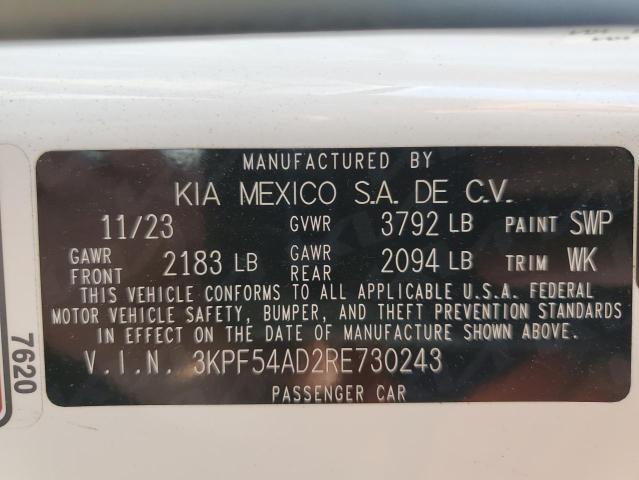 MANUFACTURED BY
KIA MEXICO S.A. DE C.V.
11/23 GVWR 3792 LB PAINT SWP
GAWR FRONT 2183 LB GAWR REAR 2094 LB TRIM WK
THIS VEHICLE CONFORMS TO ALL APPLICABLE U.S.A. FEDERAL
MOTOR VEHICLE SAFETY, BUMPER, AND THEFT PREVENTION STANDARDS
IN EFFECT ON THE DATE OF MANUFACTURE SHOWN ABOVE.
V.I.N. 3KPF54AD2RE730243
PASSENGER CAR
7620